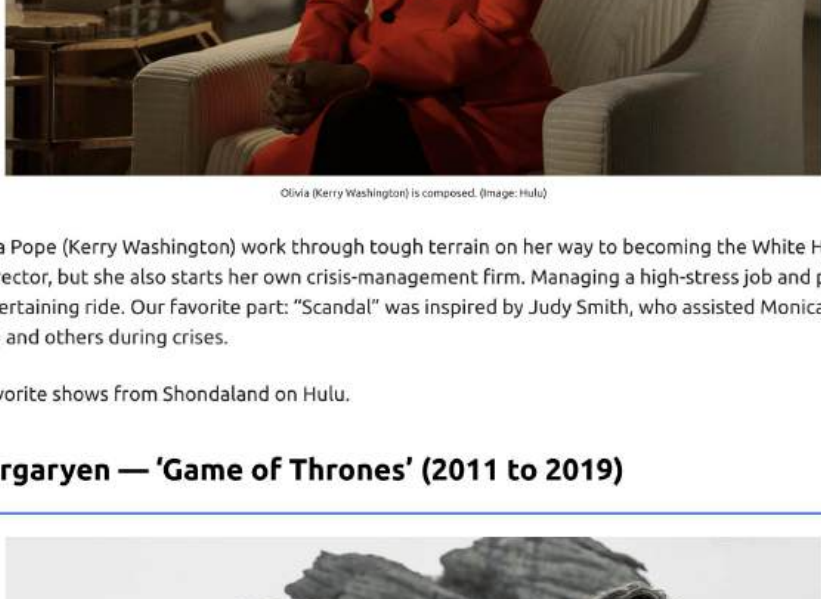 Olivia (Kerry Washington) is composed. (Image: Hulu)
a Pope (Kerry Washington) work through tough terrain on her way to becoming the White H
ector, but she also starts her own crisis-management firm. Managing a high-stress job and p
ertaining ride. Our favorite part: “Scandal” was inspired by Judy Smith, who assisted Monica
and others during crises.
vorite shows from Shondaland on Hulu.
rgaryen — ‘Game of Thrones’ (2011 to 2019)